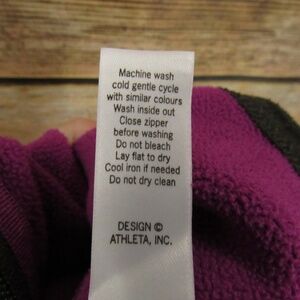 Machine wash
cold gentle cycle
with similar colours
Wash inside out
Close zipper
before washing
Do not bleach
Lay flat to dry
Cool iron if needed
Do not dry clean
DESIGN ©
ATHLETA, INC.